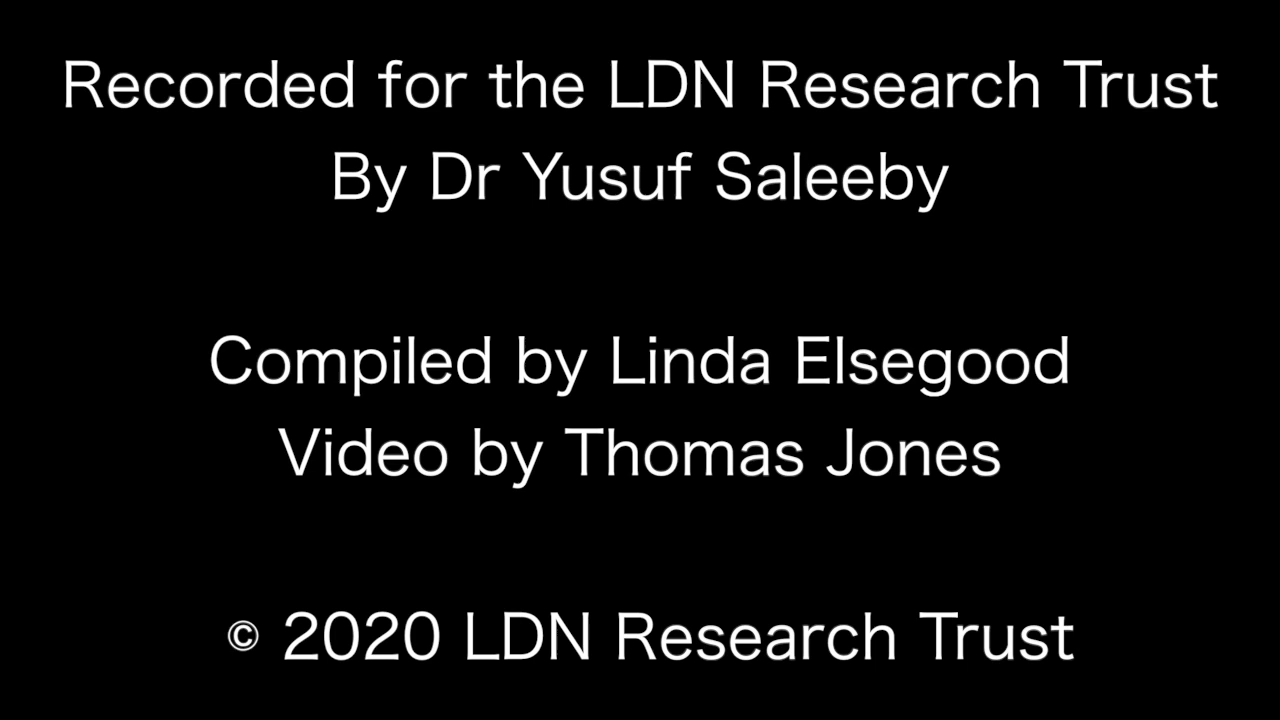 Recorded for the LDN Research Trust
By Dr Yusuf Saleeby
Compiled by Linda Elsegood
Video by Thomas Jones
© 2020 LDN Research Trust